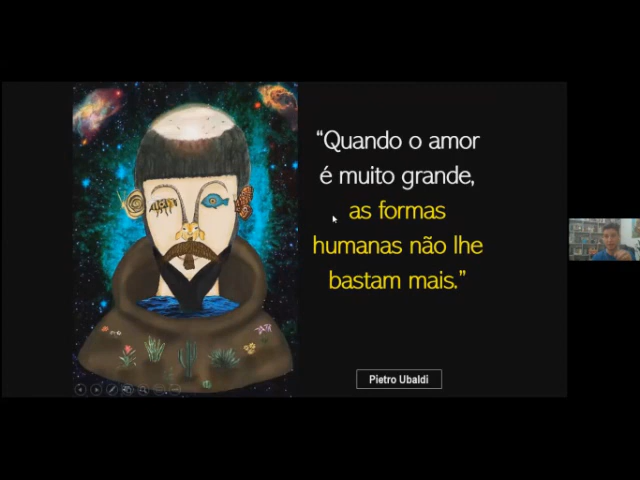 “Quando o amor
é muito grande,
as formas
humanas não lhe
bastam mais.”
Pietro Ubaldi